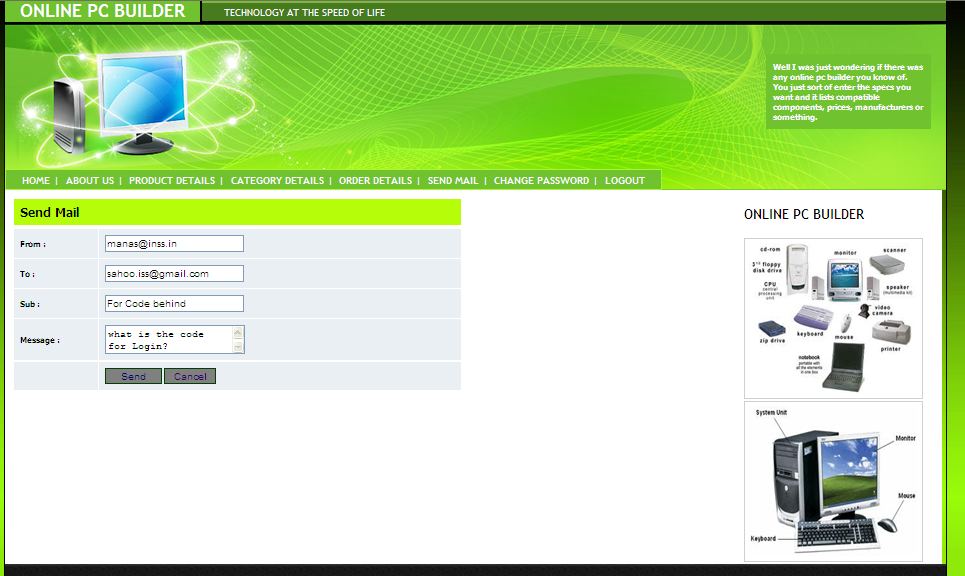 ONLINE PC BUILDER
TECHNOLOGY AT THE SPEED OF LIFE
Well I was just wondering if there was
any online pc builder you know of.
You just sort of enter the specs you
want and it lists compatible
components, prices, manufacturers or
something.
HOME | ABOUT US | PRODUCT DETAILS | CATEGORY DETAILS | ORDER DETAILS | SEND MAIL | CHANGE PASSWORD | LOGOUT
Send Mail
From : manas@inss.in
To : sahoo.iss@gmail.com
Sub : For Code behind
Message : what is the code
for Login?
Send Cancel
ONLINE PC BUILDER
cd-rom
monitor
scanner
3½ floppy
disk drive
CPU
central
processing
unit
speaker
(multimedia kit)
video
camera
zip drive
keyboard
mouse
printer
notebook
portable with
all the elements
in one box
System Unit
Monitor
Mouse
Keyboard